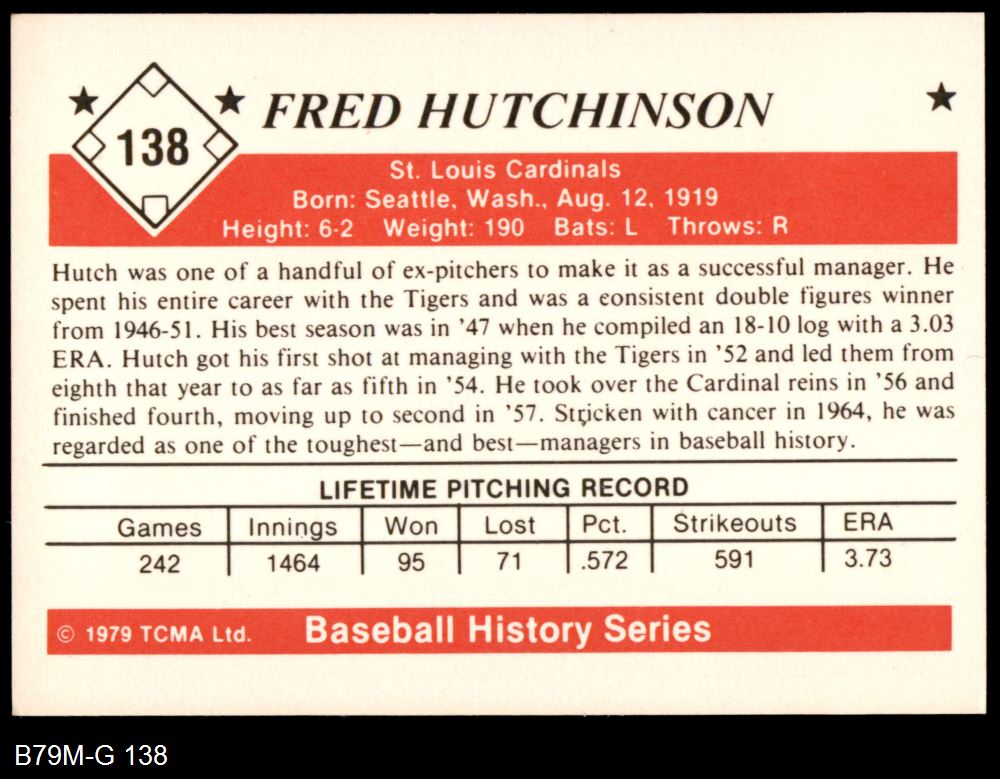 138
FRED HUTCHINSON
St. Louis Cardinals
Born: Seattle, Wash., Aug. 12, 1919
Height: 6-2 Weight: 190 Bats: L Throws: R
Hutch was one of a handful of ex-pitchers to make it as a successful manager. He
spent his entire career with the Tigers and was a consistent double figures winner
from 1946-51. His best season was in '47 when he compiled an 18-10 log with a 3.03
ERA. Hutch got his first shot at managing with the Tigers in '52 and led them from
eighth that year to as far as fifth in '54. He took over the Cardinal reins in '56 and
finished fourth, moving up to second in '57. Stricken with cancer in 1964, he was
regarded as one of the toughest—and best—managers in baseball history.
LIFETIME PITCHING RECORD
Games Innings Won Lost Pct. Strikeouts ERA
242 1464 95 71 .572 591 3.73
© 1979 TCMA Ltd. Baseball History Series
B79M-G 138